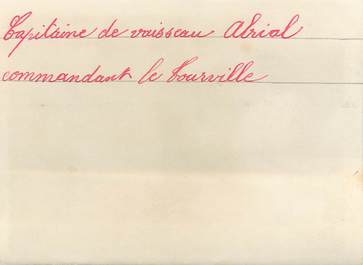 Capitaine de vaisseau Abrial
commandant le Tourville